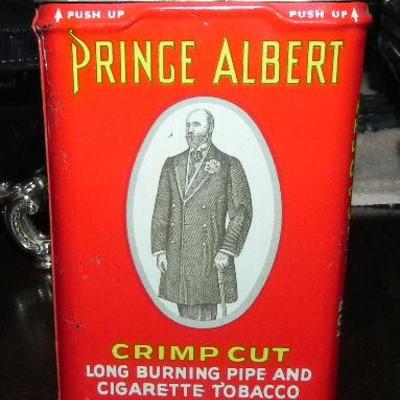 PUSH UP PUSH UP
PRINCE ALBERT
CRIMP CUT
LONG BURNING PIPE AND
CIGARETTE TOBACCO